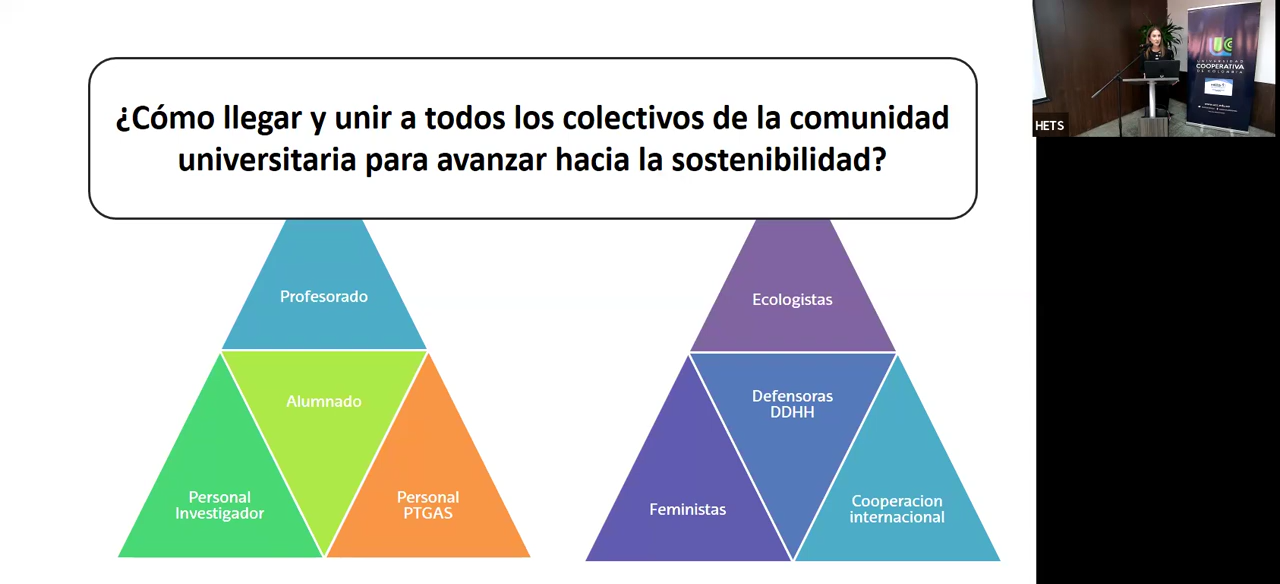 ¿Cómo llegar y unir a todos los colectivos de la comunidad
universitaria para avanzar hacia la sostenibilidad?
Profesorado
Alumnado
Personal
Investigador
Personal
PTGAS
Ecologistas
Defensoras
DDHH
Feministas
Cooperacion
internacional
HETS
UCC
UNIVERSIDAD
COOPERATIVA
DE COLOMBIA